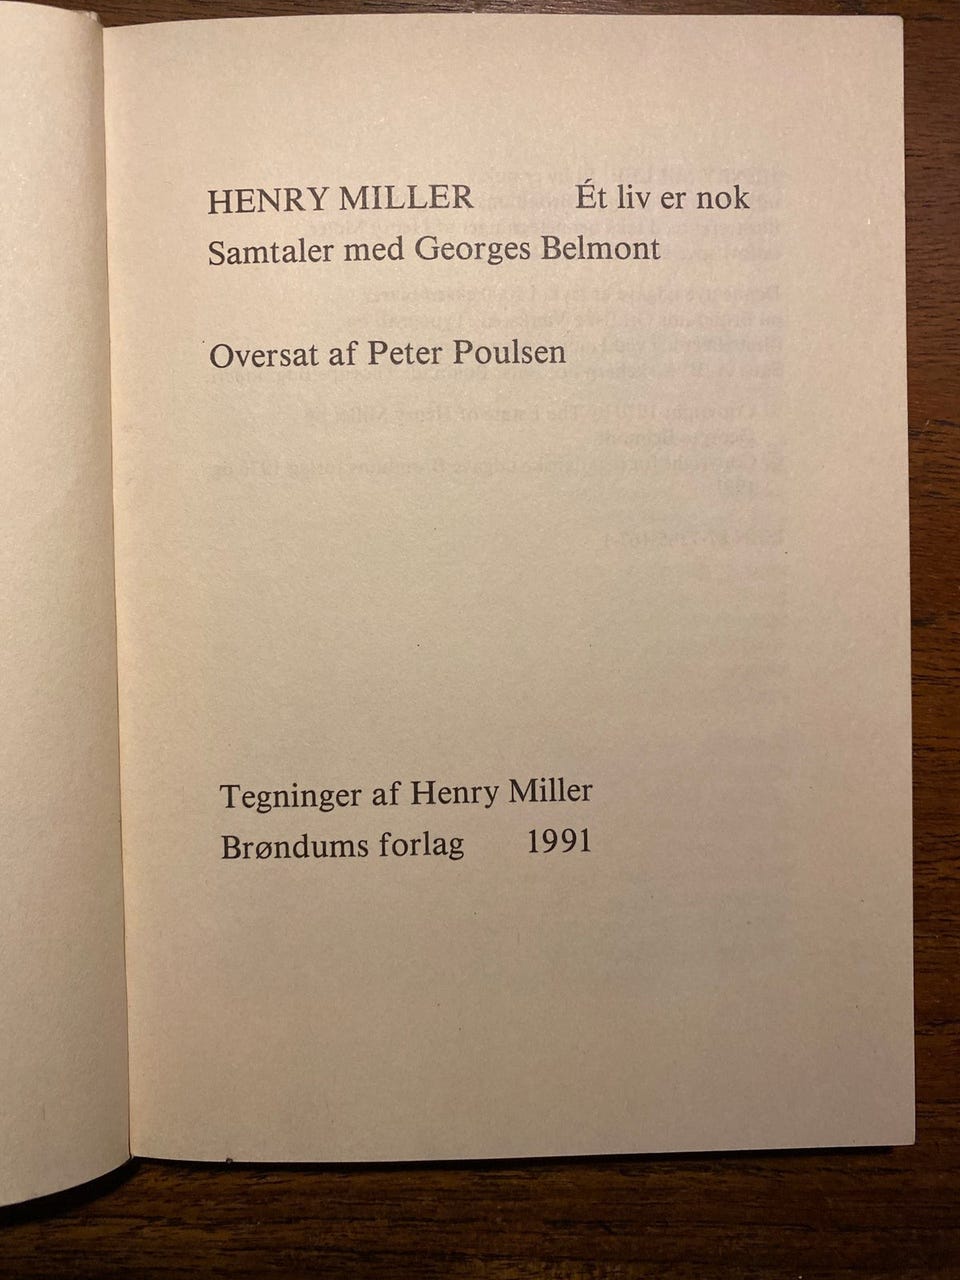 HENRY MILLER Ét liv er nok
Samtaler med Georges Belmont
Oversat af Peter Poulsen
Tegninger af Henry Miller
Brøndums forlag 1991